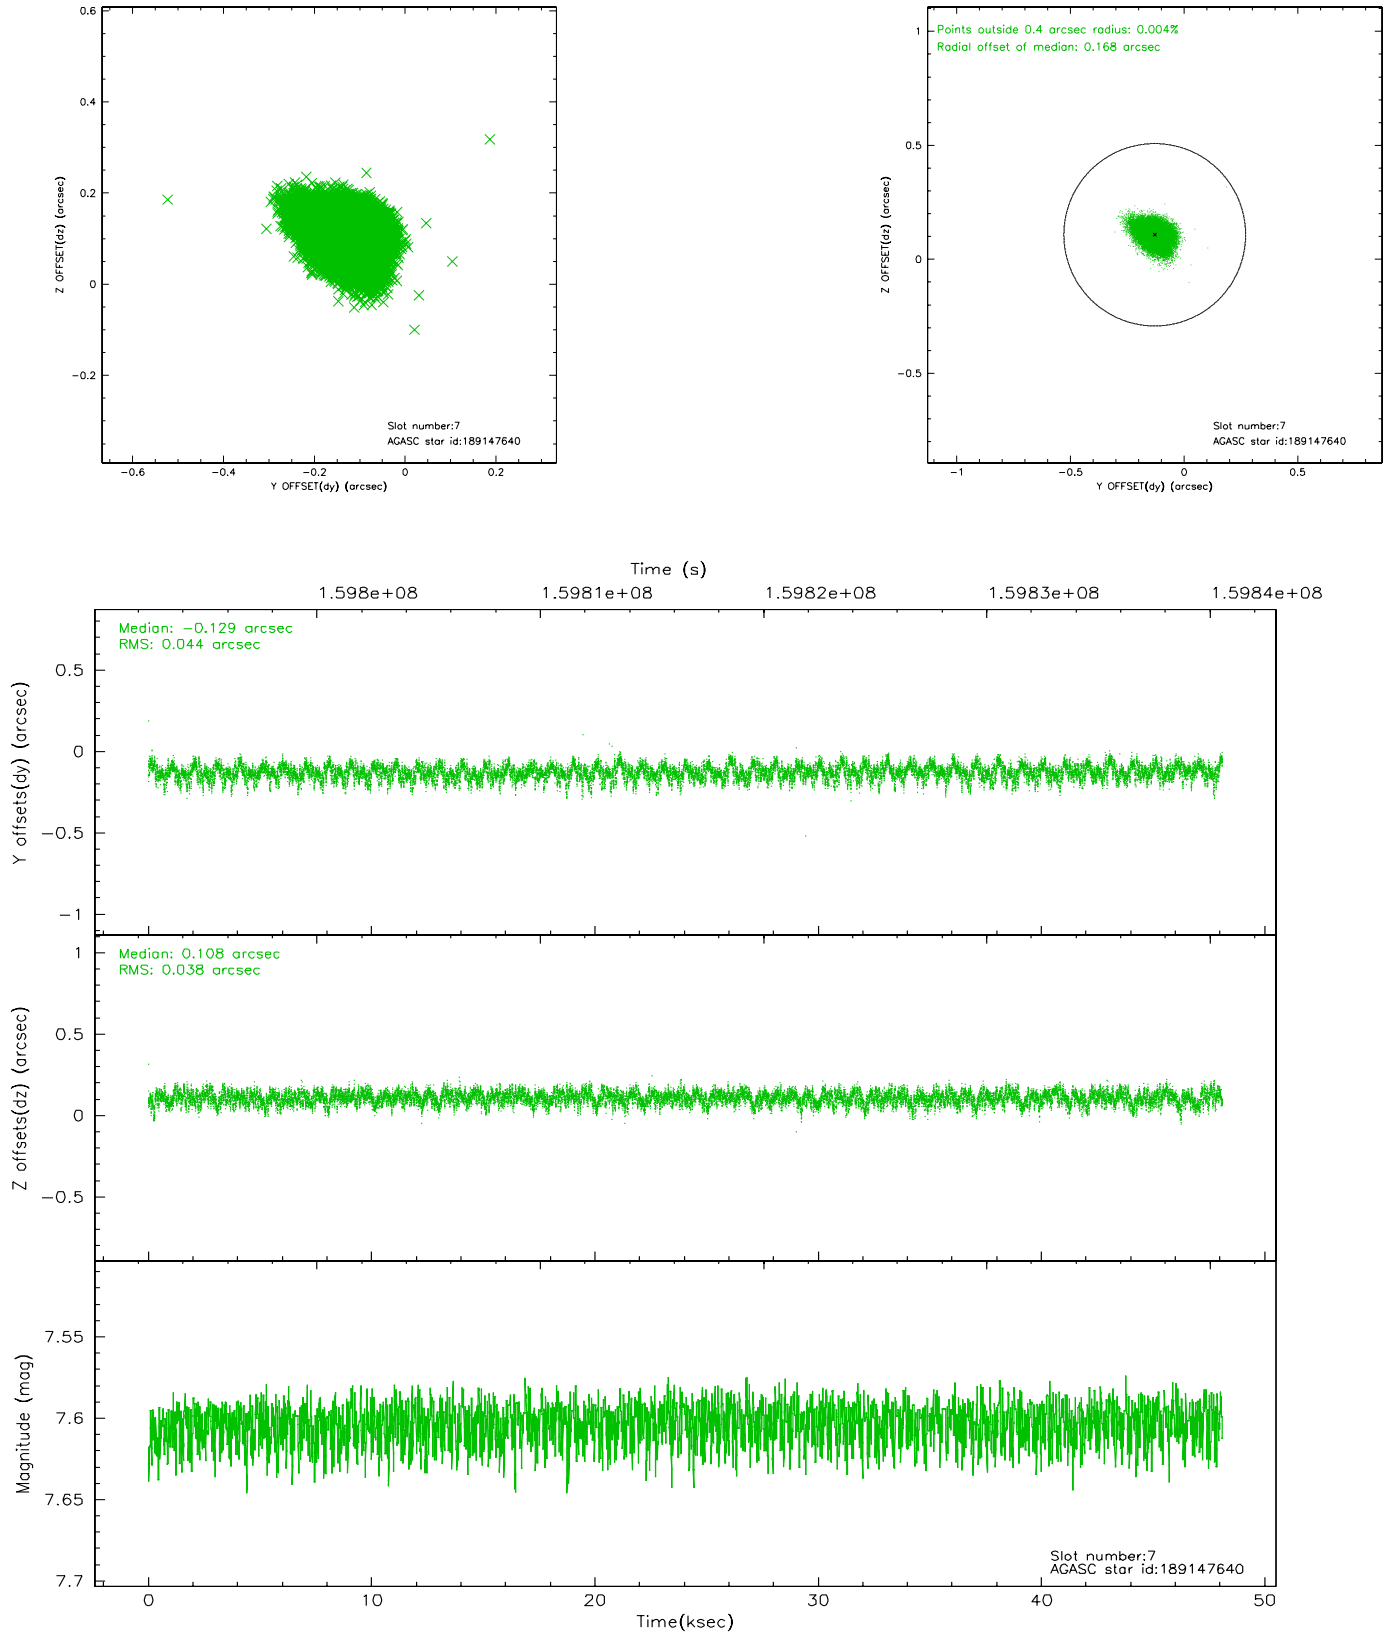 0.6
0.4
0.2
0
−0.2
Z OFFSET(dz) (arcsec)
Slot number:7
AGASC star id:189147640
−0.6 −0.4 −0.2 0 0.2
Y OFFSET(dy) (arcsec)
Points outside 0.4 arcsec radius: 0.004%
Radial offset of median: 0.168 arcsec
1
0.5
0
−0.5
Z OFFSET(dz) (arcsec)
Slot number:7
AGASC star id:189147640
−1 −0.5 0 0.5
Y OFFSET(dy) (arcsec)
Time (s)
1.598e+08 1.5981e+08 1.5982e+08 1.5983e+08 1.5984e+08
Median: −0.129 arcsec
RMS: 0.044 arcsec
0.5
0
−0.5
−1
Y offsets(dy) (arcsec)
Median: 0.108 arcsec
RMS: 0.038 arcsec
1
0.5
0
−0.5
Z offsets(dz) (arcsec)
7.55
7.6
7.65
7.7
Magnitude (mag)
Slot number:7
AGASC star id:189147640
0 10 20 30 40 50
Time(ksec)